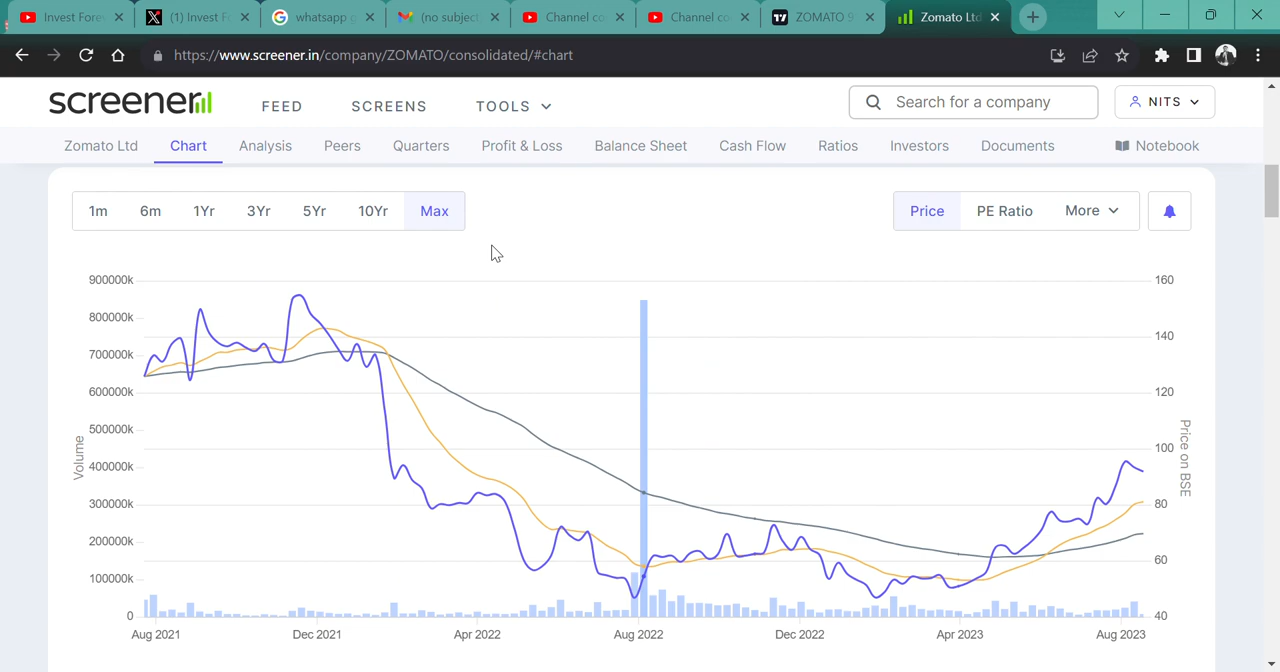 Invest Fore
(1) Invest F
whatsapp
(no subject
Channel co
Channel co
ZOMATO 9
Zomato Ltd
https://www.screener.in/company/ZOMATO/consolidated/#chart
screener
FEED
SCREENS
TOOLS
Search for a company
NITS
Zomato Ltd
Chart
Analysis
Peers
Quarters
Profit & Loss
Balance Sheet
Cash Flow
Ratios
Investors
Documents
Notebook
1m
6m
1Yr
3Yr
5Yr
10Yr
Max
Price
PE Ratio
More
900000k
800000k
700000k
600000k
500000k
400000k
300000k
200000k
100000k
0
Volume
160
140
120
100
80
60
40
Price on BSE
Aug 2021
Dec 2021
Apr 2022
Aug 2022
Dec 2022
Apr 2023
Aug 2023